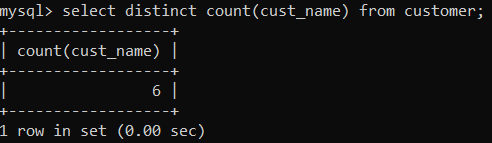 mysql> select distinct count(cust_name) from customer;
+------------------+
| count(cust_name) |
+------------------+
|                6 |
+------------------+
1 row in set (0.00 sec)